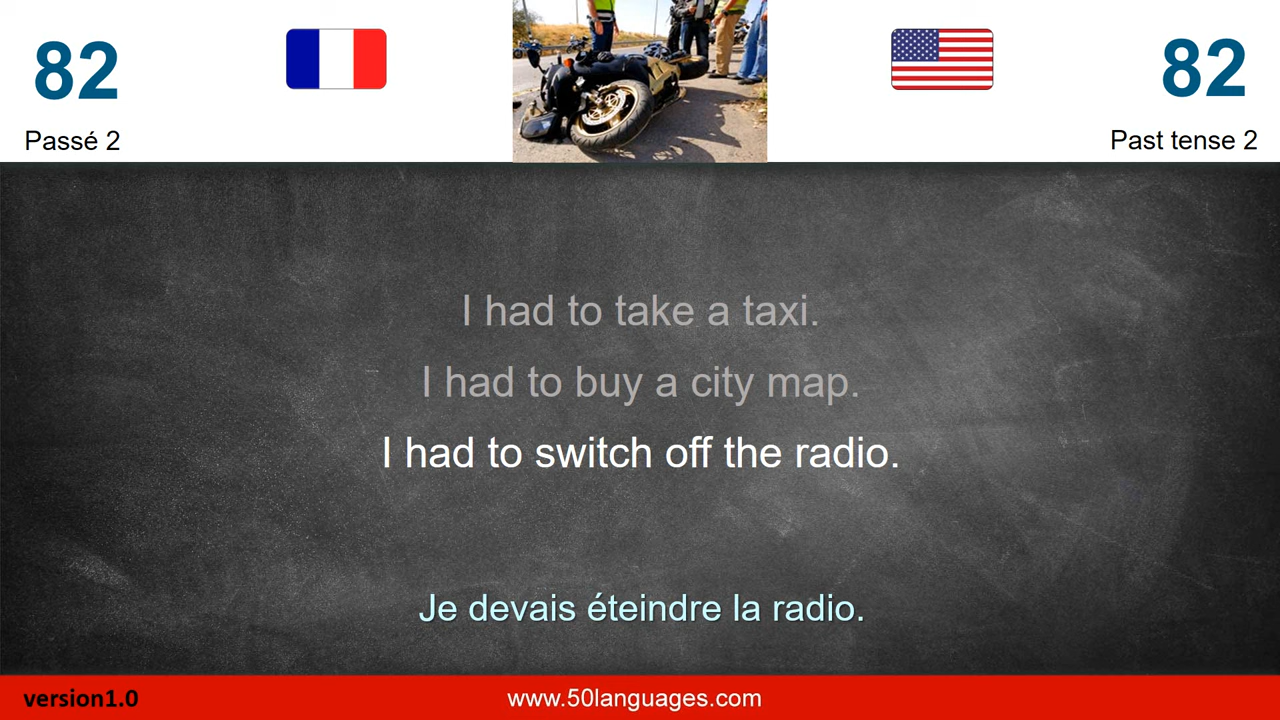 82
82
Passé 2
Past tense 2
I had to take a taxi.
I had to buy a city map.
I had to switch off the radio.
Je devais éteindre la radio.
version1.0
www.50languages.com